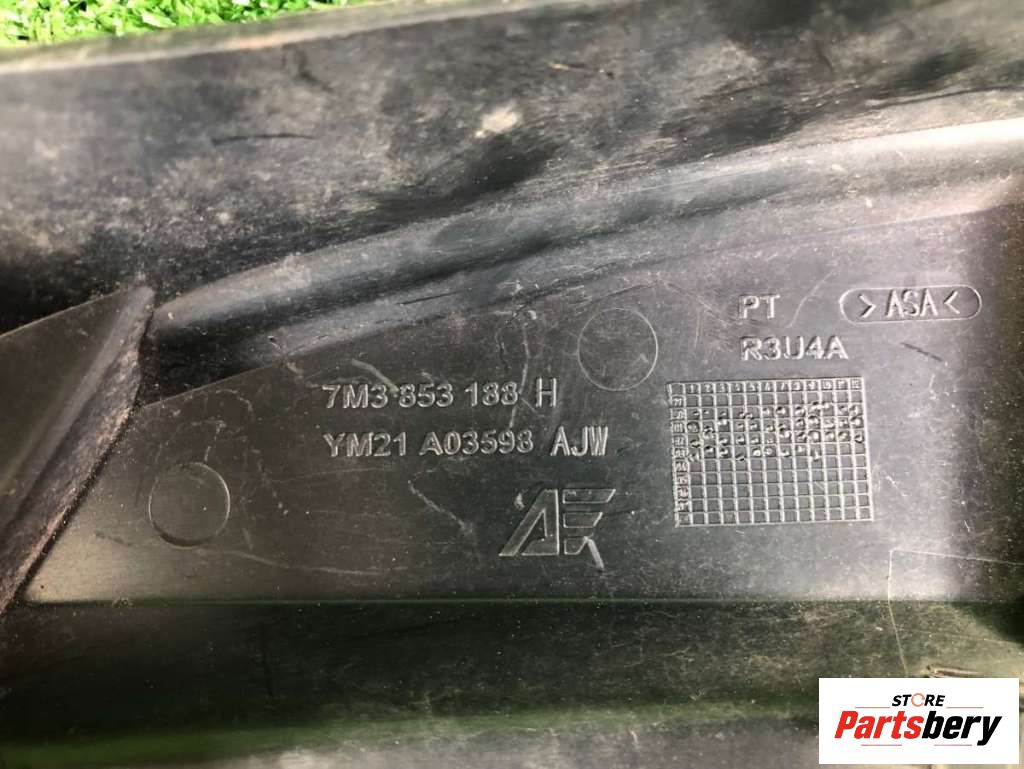 PT >ASA<
R3U4A
7M3 853 188 H
YM21 A03598 AJW
STORE
Partsbery